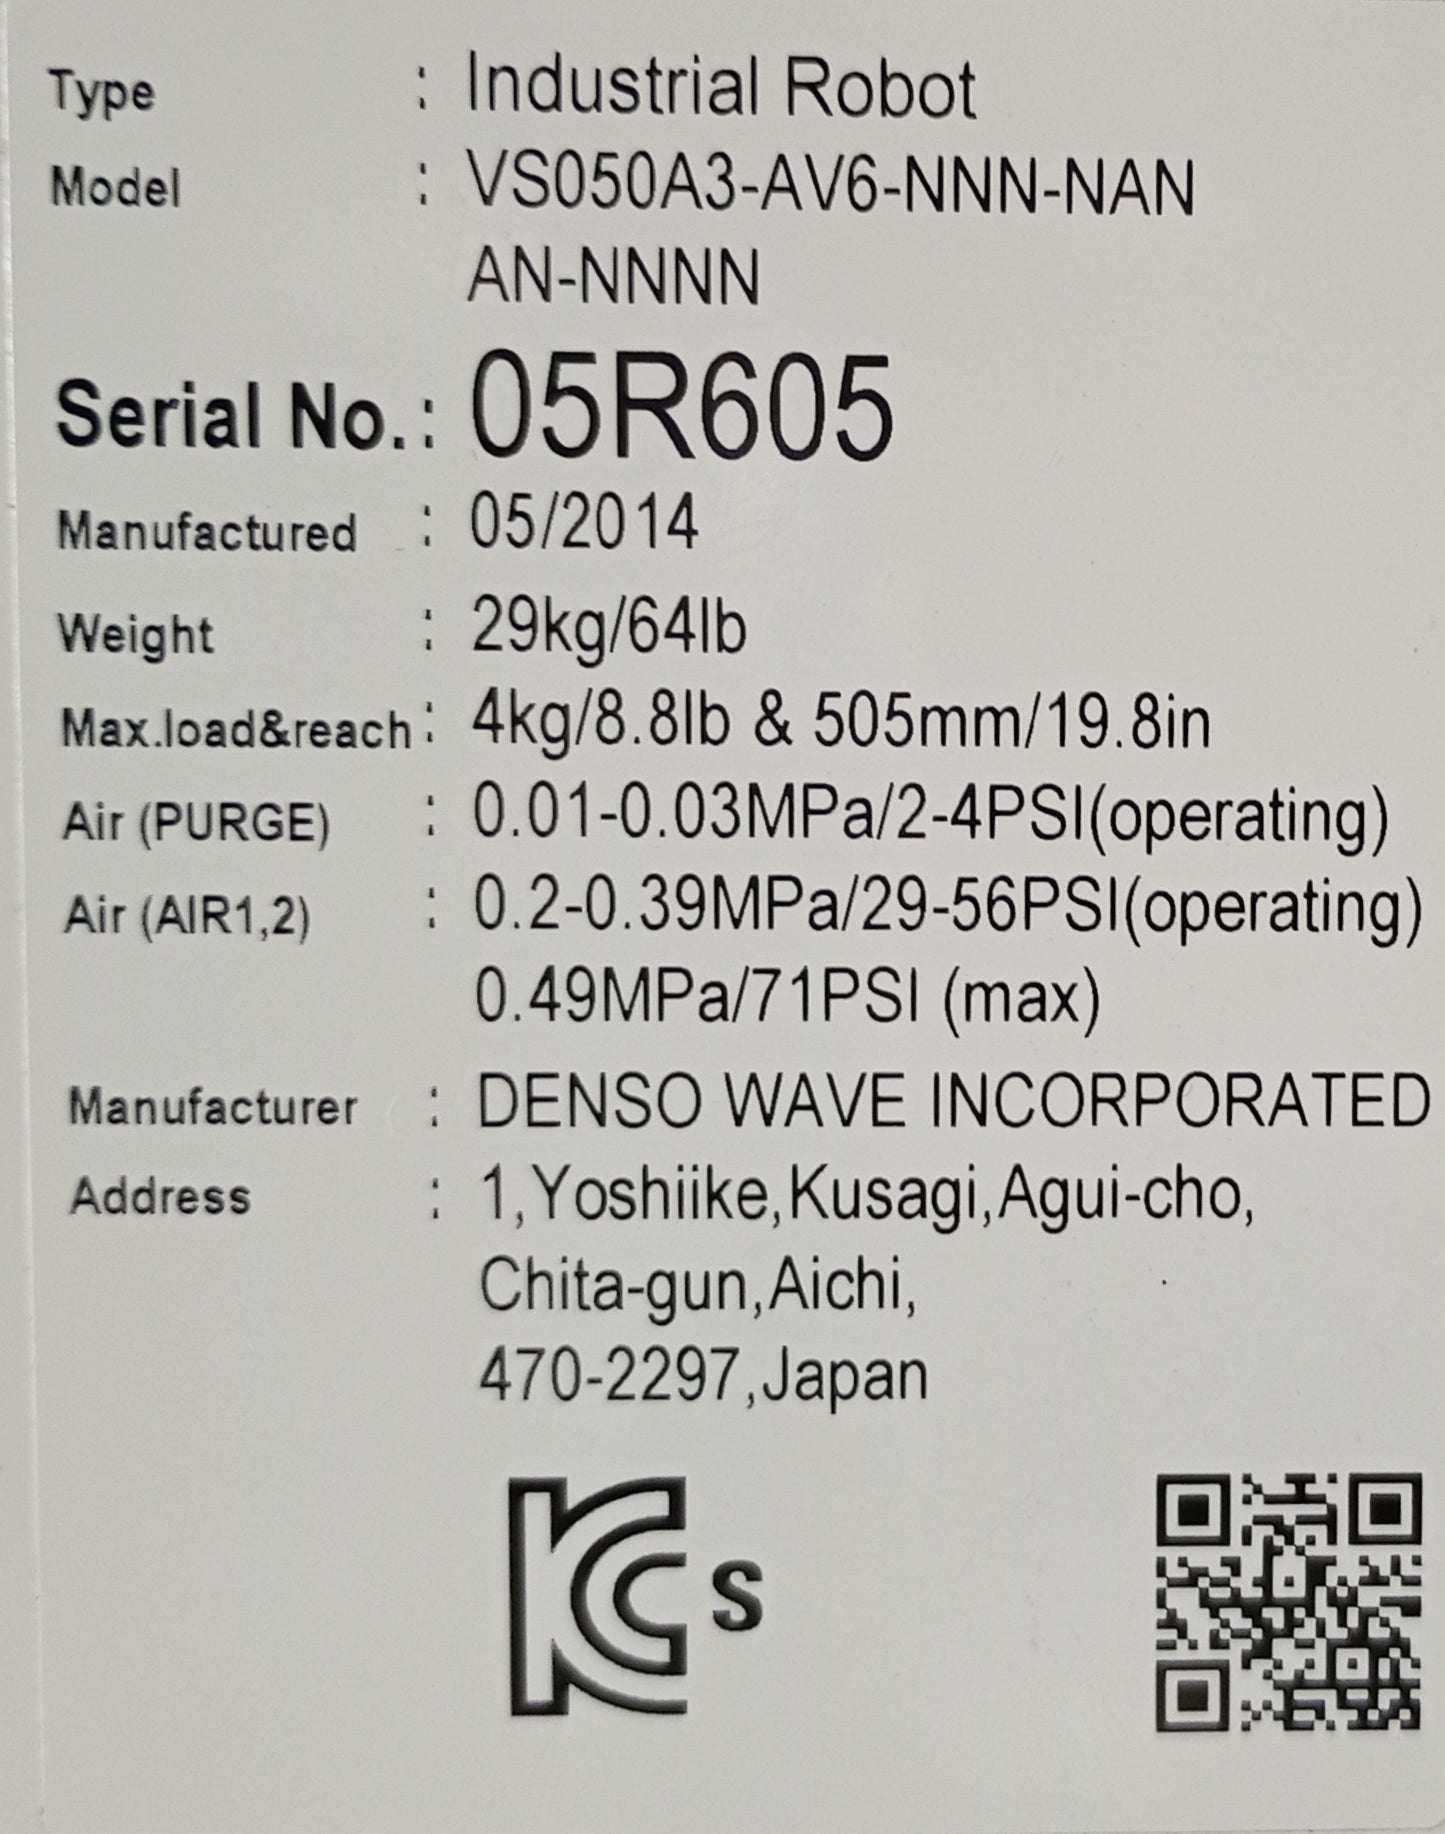 Type : Industrial Robot
Model : VS050A3-AV6-NNN-NAN
AN-NNNN
Serial No. : 05R605
Manufactured : 05/2014
Weight : 29kg/64lb
Max.load&reach : 4kg/8.8lb & 505mm/19.8in
Air (PURGE) : 0.01-0.03MPa/2-4PSI(operating)
Air (AIR1,2) : 0.2-0.39MPa/29-56PSI(operating)
0.49MPa/71PSI (max)
Manufacturer : DENSO WAVE INCORPORATED
Address : 1,Yoshiike,Kusagi,Agui-cho,
Chita-gun,Aichi,
470-2297,Japan
KC s